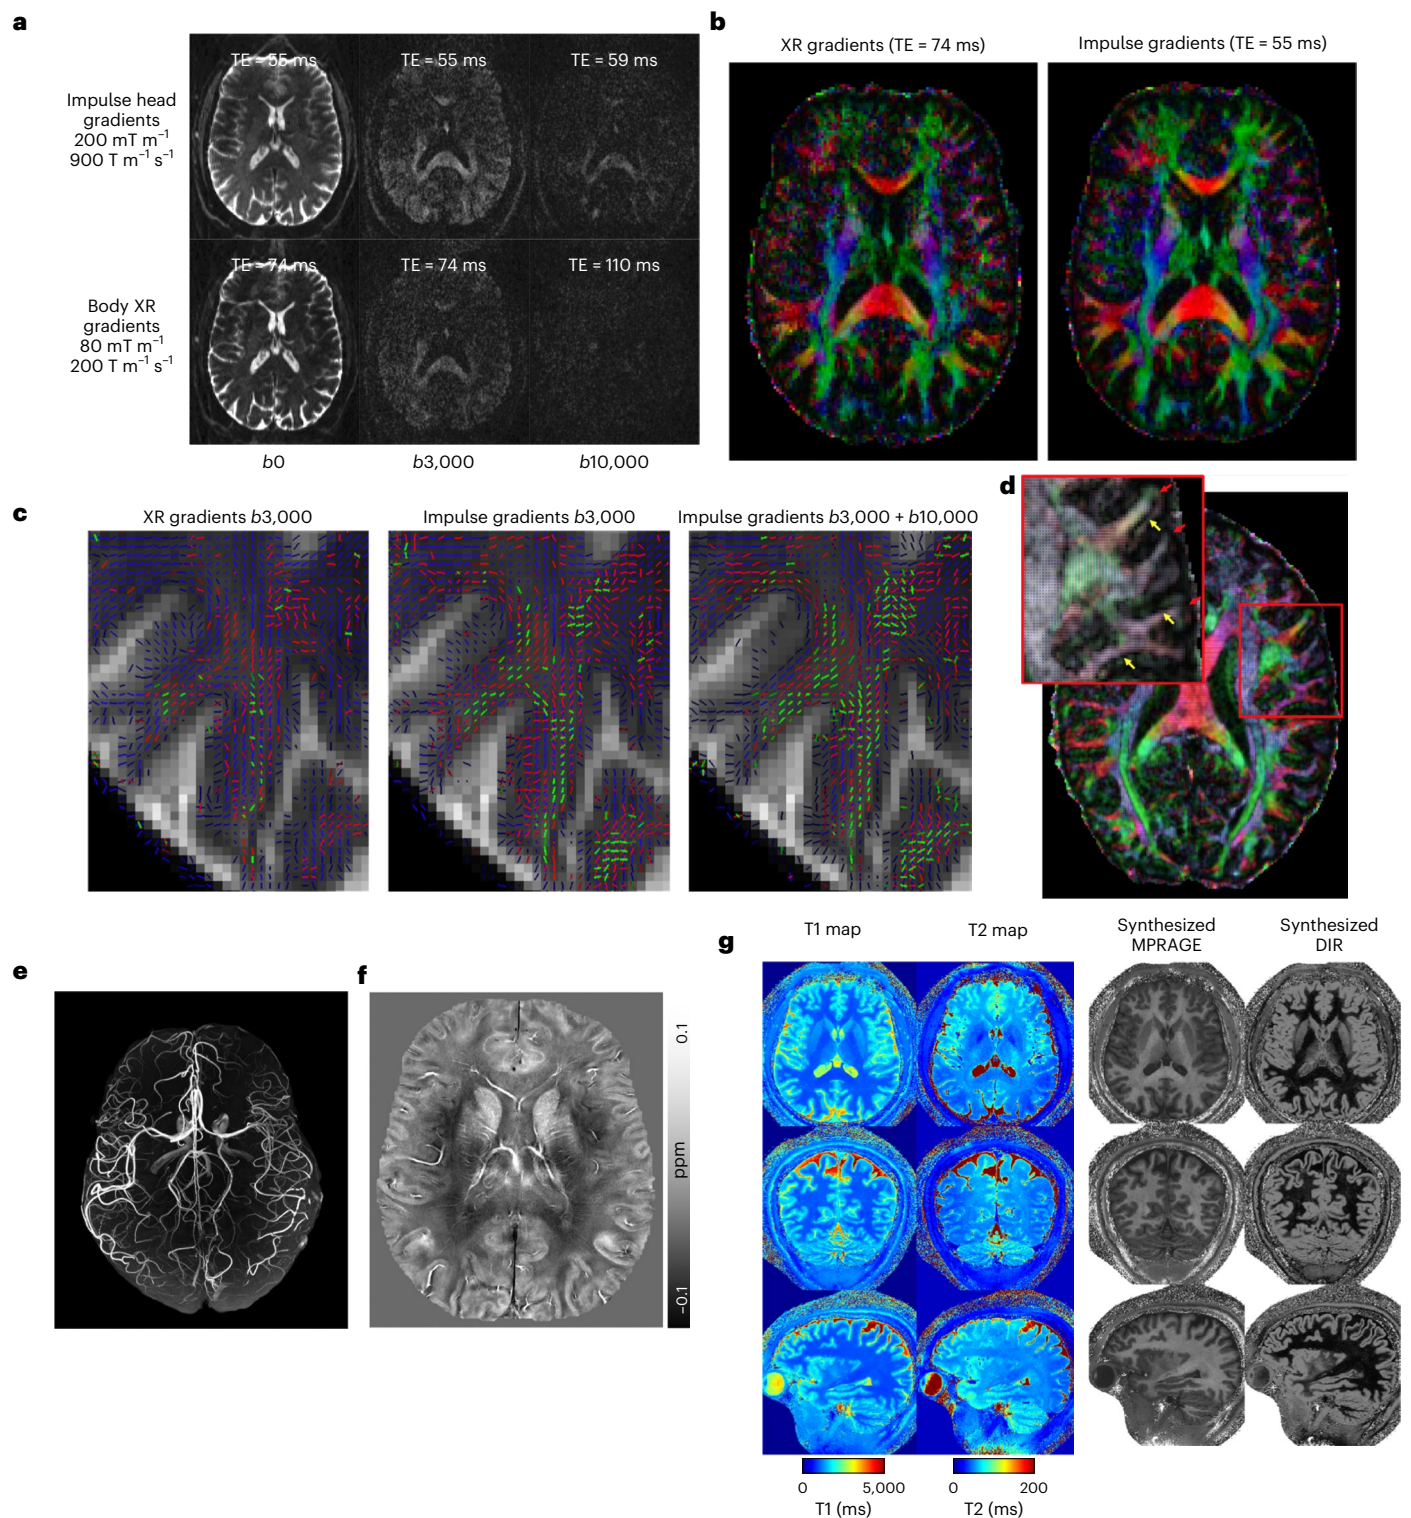 a
TE = 55 ms
TE = 55 ms
TE = 59 ms
Impulse head
gradients
200 mT m⁻¹
900 T m⁻¹ s⁻¹
TE = 74 ms
TE = 74 ms
TE = 110 ms
Body XR
gradients
80 mT m⁻¹
200 T m⁻¹ s⁻¹
b0
b3,000
b10,000
b
XR gradients (TE = 74 ms)
Impulse gradients (TE = 55 ms)
c
XR gradients b3,000
Impulse gradients b3,000
Impulse gradients b3,000 + b10,000
d
e
f
0.1
ppm
−0.1
g
T1 map
T2 map
Synthesized
MPRAGE
Synthesized
DIR
0
5,000
T1 (ms)
0
200
T2 (ms)